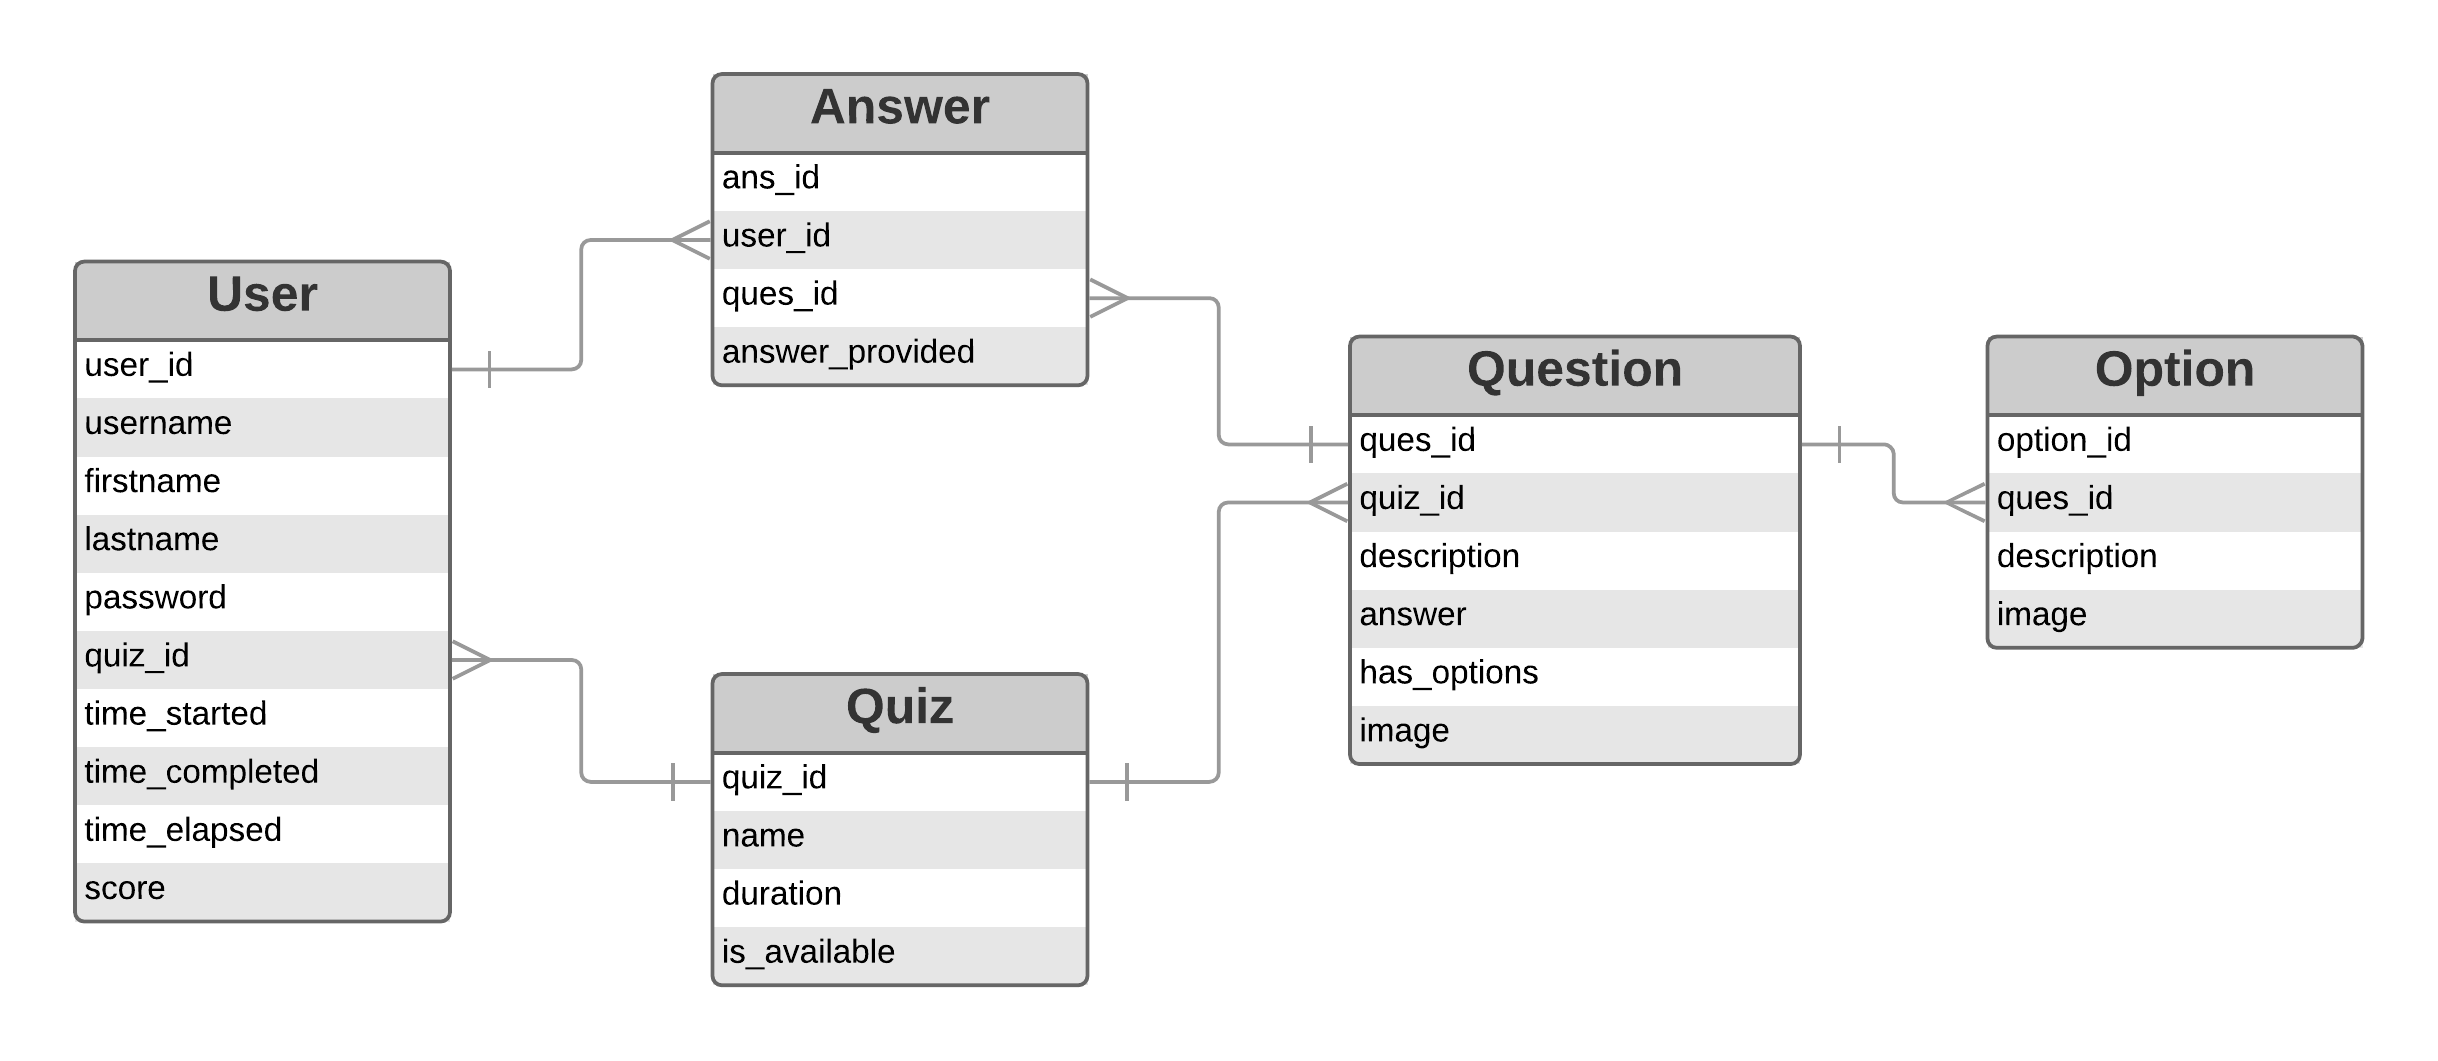 User
user_id
username
firstname
lastname
password
quiz_id
time_started
time_completed
time_elapsed
score
Answer
ans_id
user_id
ques_id
answer_provided
Quiz
quiz_id
name
duration
is_available
Question
ques_id
quiz_id
description
answer
has_options
image
Option
option_id
ques_id
description
image